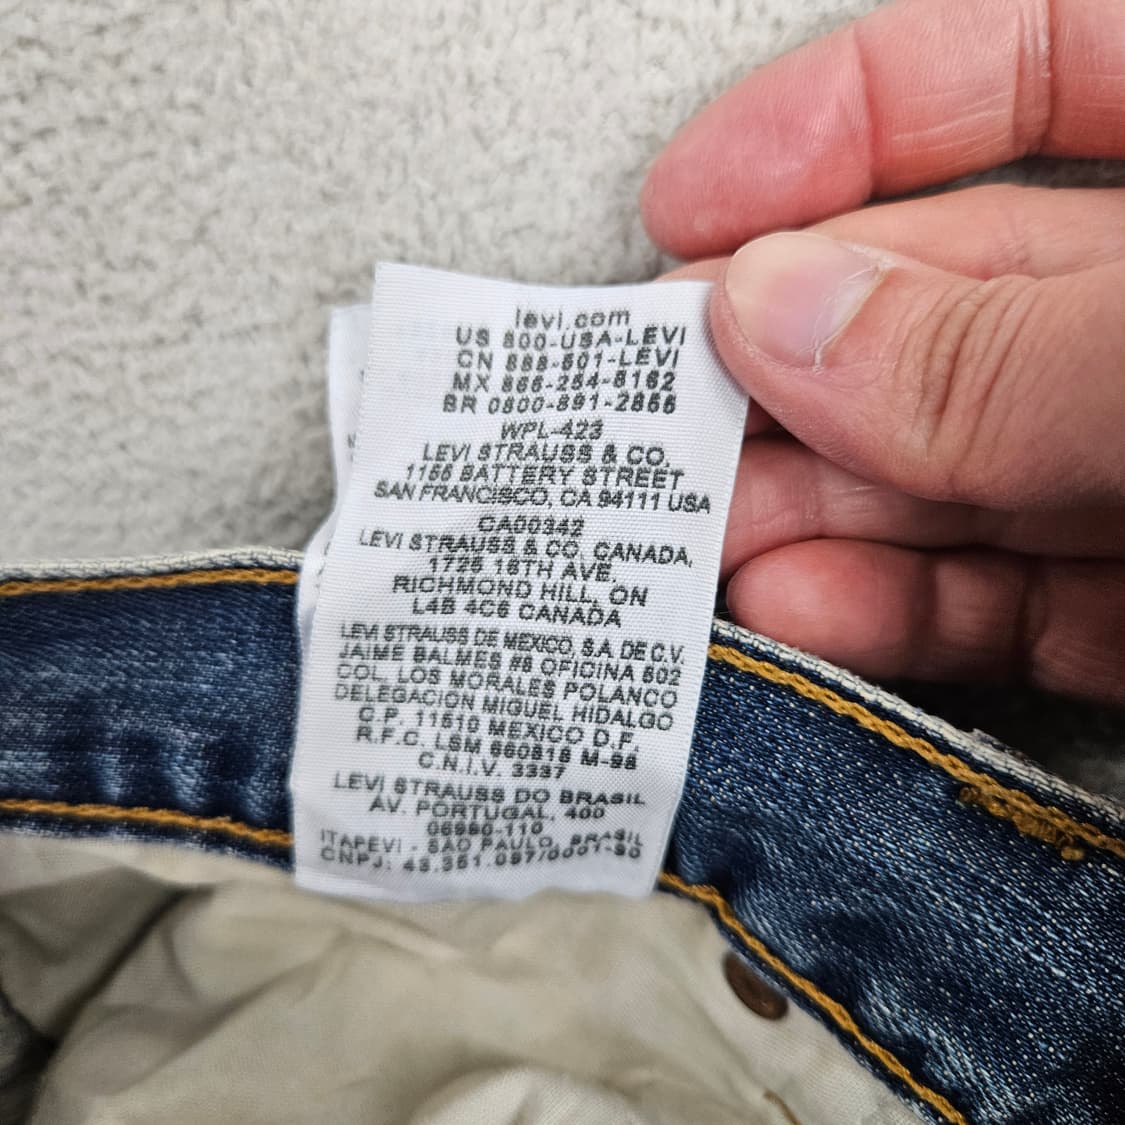 levi.com
US 800-USA-LEVI
CN 888-501-LEVI
MX 866-254-8162
BR 0800-891-2855
WPL-423
LEVI STRAUSS & CO.
1155 BATTERY STREET
SAN FRANCISCO, CA 94111 USA
CA00342
LEVI STRAUSS & CO. CANADA,
1725 16TH AVE.
RICHMOND HILL, ON
L4B 4C6 CANADA
LEVI STRAUSS DE MEXICO, S.A. DE C.V.
JAIME BALMES #8 OFICINA 602
COL. LOS MORALES POLANCO
DELEGACION MIGUEL HIDALGO
C.P. 11510 MEXICO D.F.
R.F.C. LSM 660818 M-98
C.N.I.V. 3337
LEVI STRAUSS DO BRASIL
AV. PORTUGAL, 400
06690-110
ITAPEVI - SAO PAULO, BRASIL
CNPJ: 43.351.097/0001-50